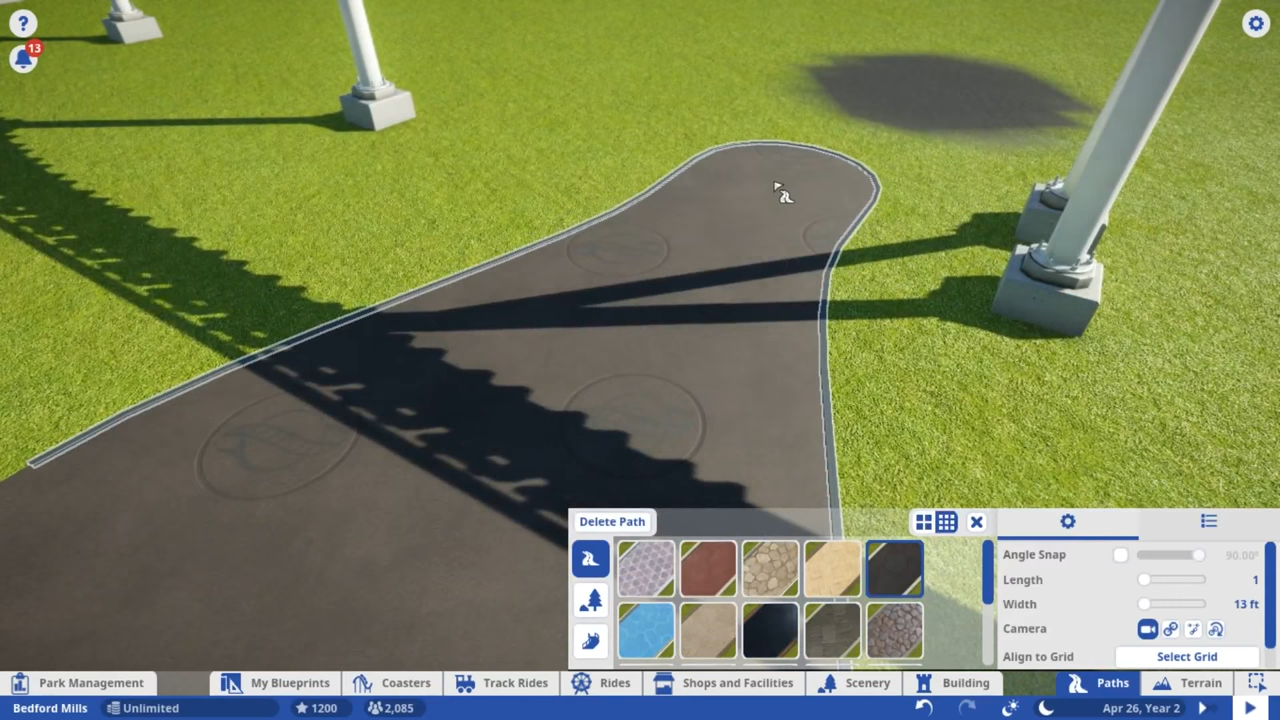 ?
13
Delete Path
Angle Snap 90.00°
Length 1
Width 13 ft
Camera
Align to Grid Select Grid
Park Management My Blueprints Coasters Track Rides Rides Shops and Facilities Scenery Building Paths Terrain
Bedford Mills Unlimited 1200 2,085 Apr 26, Year 2